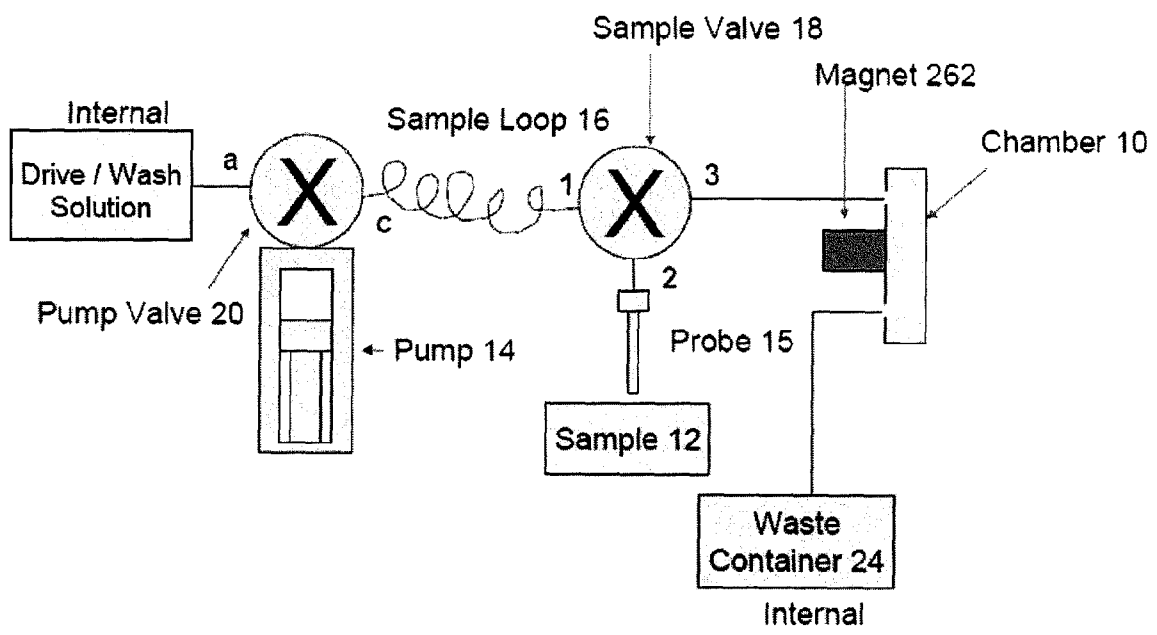 Sample Valve 18
Magnet 262
Internal
Sample Loop 16
Chamber 10
Drive / Wash
Solution
a
X
c
1
X
3
2
Pump Valve 20
Pump 14
Probe 15
Sample 12
Waste
Container 24
Internal